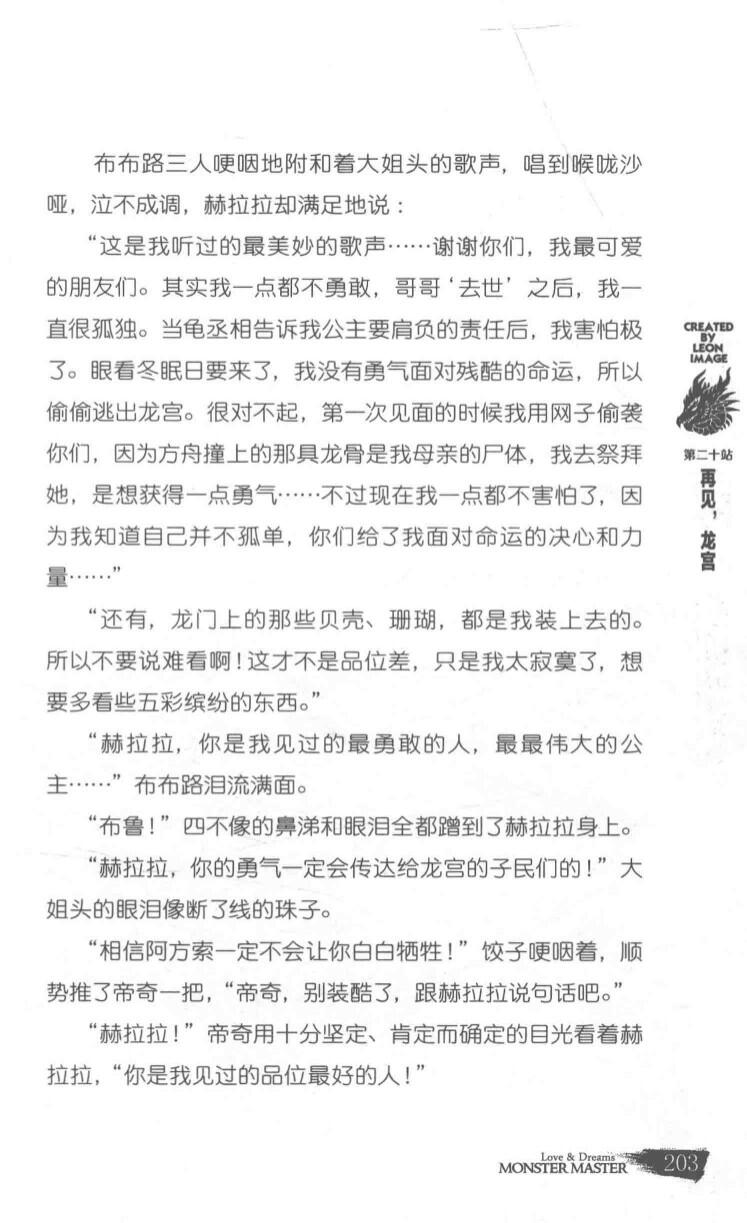 布布路三人哽咽地附和着大姐头的歌声，唱到喉咙沙
哑，泣不成调，赫拉拉却满足地说：
“这是我听过的最美妙的歌声……谢谢你们，我最可爱
的朋友们。其实我一点都不勇敢，哥哥‘去世’之后，我一
直很孤独。当龟丞相告诉我公主要肩负的责任后，我害怕极
了。眼看冬眠日要来了，我没有勇气面对残酷的命运，所以
偷偷逃出龙宫。很对不起，第一次见面的时候我用网子偷袭
你们，因为方舟撞上的那具龙骨是我母亲的尸体，我去祭拜
她，是想获得一点勇气……不过现在我一点都不害怕了，因
为我知道自己并不孤单，你们给了我面对命运的决心和力
量……”
“还有，龙门上的那些贝壳、珊瑚，都是我装上去的。
所以不要说难看啊！这才不是品位差，只是我太寂寞了，想
要多看些五彩缤纷的东西。”
“赫拉拉，你是我见过的最勇敢的人，最最伟大的公
主……”布布路泪流满面。
“布鲁！”四不像的鼻涕和眼泪全都蹭到了赫拉拉身上。
“赫拉拉，你的勇气一定会传达给龙宫的子民们的！”大
姐头的眼泪像断了线的珠子。
“相信阿方索一定不会让你白白牺牲！”饺子哽咽着，顺
势推了帝奇一把，“帝奇，别装酷了，跟赫拉拉说句话吧。”
“赫拉拉！”帝奇用十分坚定、肯定而确定的目光看着赫
拉拉，“你是我见过的品位最好的人！”
CREATED
BY
LEON
IMAGE
第二十站
再见，龙宫
Love & Dreams
MONSTER MASTER
203